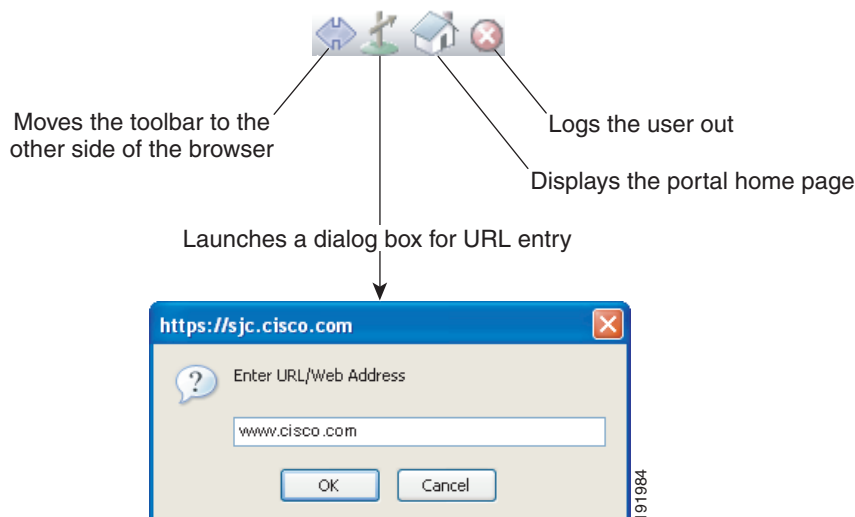 Moves the toolbar to the
other side of the browser
Logs the user out
Displays the portal home page
Launches a dialog box for URL entry
https://sjc.cisco.com
?
Enter URL/Web Address
www.cisco.com
OK
Cancel
191984